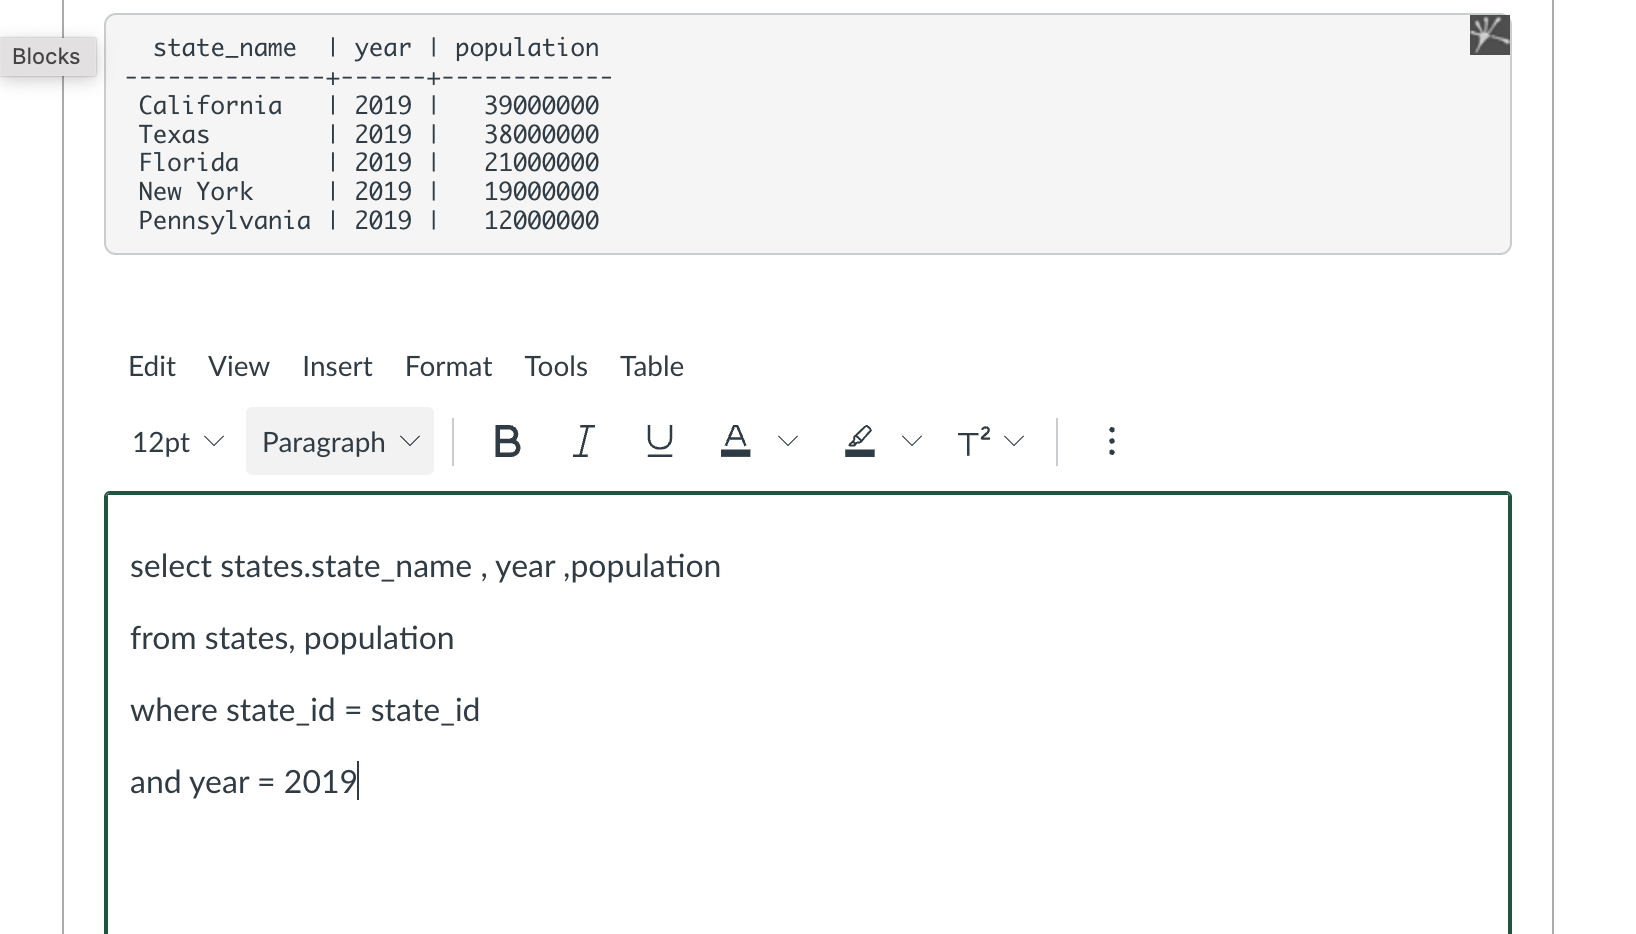 state_name | year | population
--------------+------+------------
California | 2019 | 39000000
Texas | 2019 | 38000000
Florida | 2019 | 21000000
New York | 2019 | 19000000
Pennsylvania | 2019 | 12000000
Blocks
Edit View Insert Format Tools Table
12pt Paragraph B I U A T²
select states.state_name , year ,population
from states, population
where state_id = state_id
and year = 2019